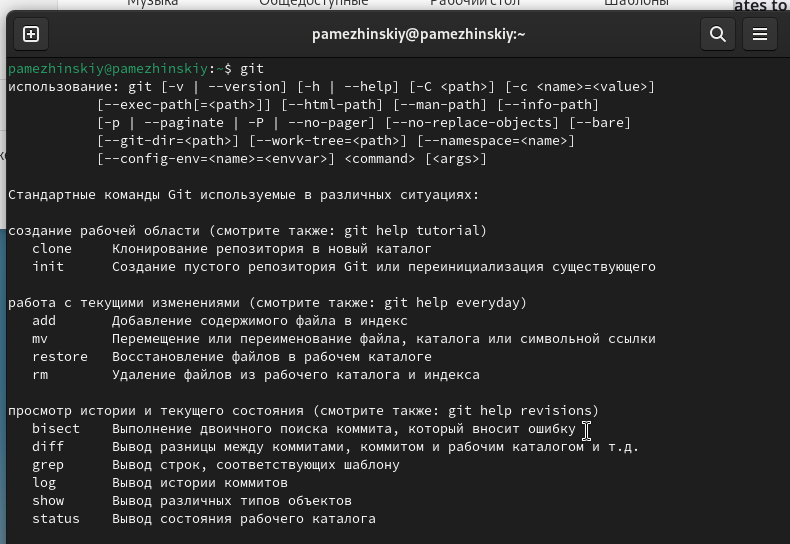 Музыка Общедоступные Рабочий стол Шаблоны
ates to
pamezhinskiy@pamezhinskiy:~
pamezhinskiy@pamezhinskiy:~$ git
использование: git [-v | --version] [-h | --help] [-C <path>] [-c <name>=<value>]
[--exec-path[=<path>]] [--html-path] [--man-path] [--info-path]
[-p | --paginate | -P | --no-pager] [--no-replace-objects] [--bare]
[--git-dir=<path>] [--work-tree=<path>] [--namespace=<name>]
[--config-env=<name>=<envvar>] <command> [<args>]
Стандартные команды Git используемые в различных ситуациях:
создание рабочей области (смотрите также: git help tutorial)
clone Клонирование репозитория в новый каталог
init Создание пустого репозитория Git или переинициализация существующего
работа с текущими изменениями (смотрите также: git help everyday)
add Добавление содержимого файла в индекс
mv Перемещение или переименование файла, каталога или символьной ссылки
restore Восстановление файлов в рабочем каталоге
rm Удаление файлов из рабочего каталога и индекса
просмотр истории и текущего состояния (смотрите также: git help revisions)
bisect Выполнение двоичного поиска коммита, который вносит ошибку
diff Вывод разницы между коммитами, коммитом и рабочим каталогом и т.д.
grep Вывод строк, соответствующих шаблону
log Вывод истории коммитов
show Вывод различных типов объектов
status Вывод состояния рабочего каталога